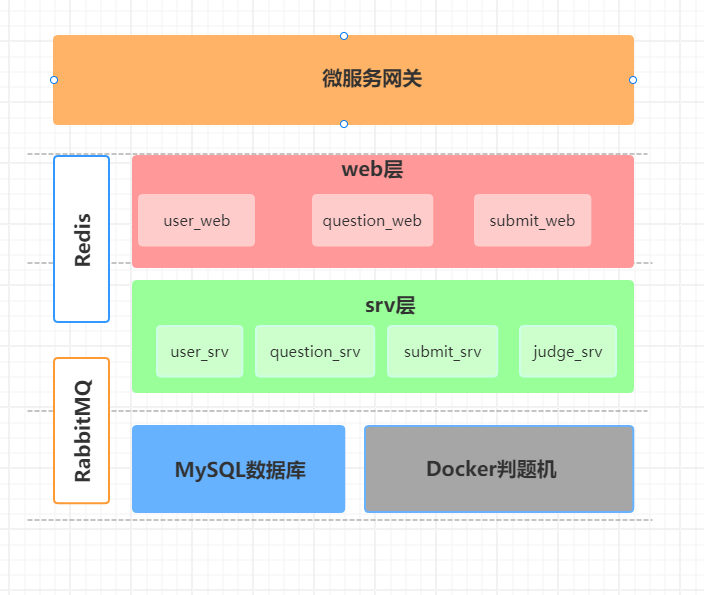 微服务网关
web层
user_web
question_web
submit_web
Redis
srv层
user_srv
question_srv
submit_srv
judge_srv
RabbitMQ
MySQL数据库
Docker判题机